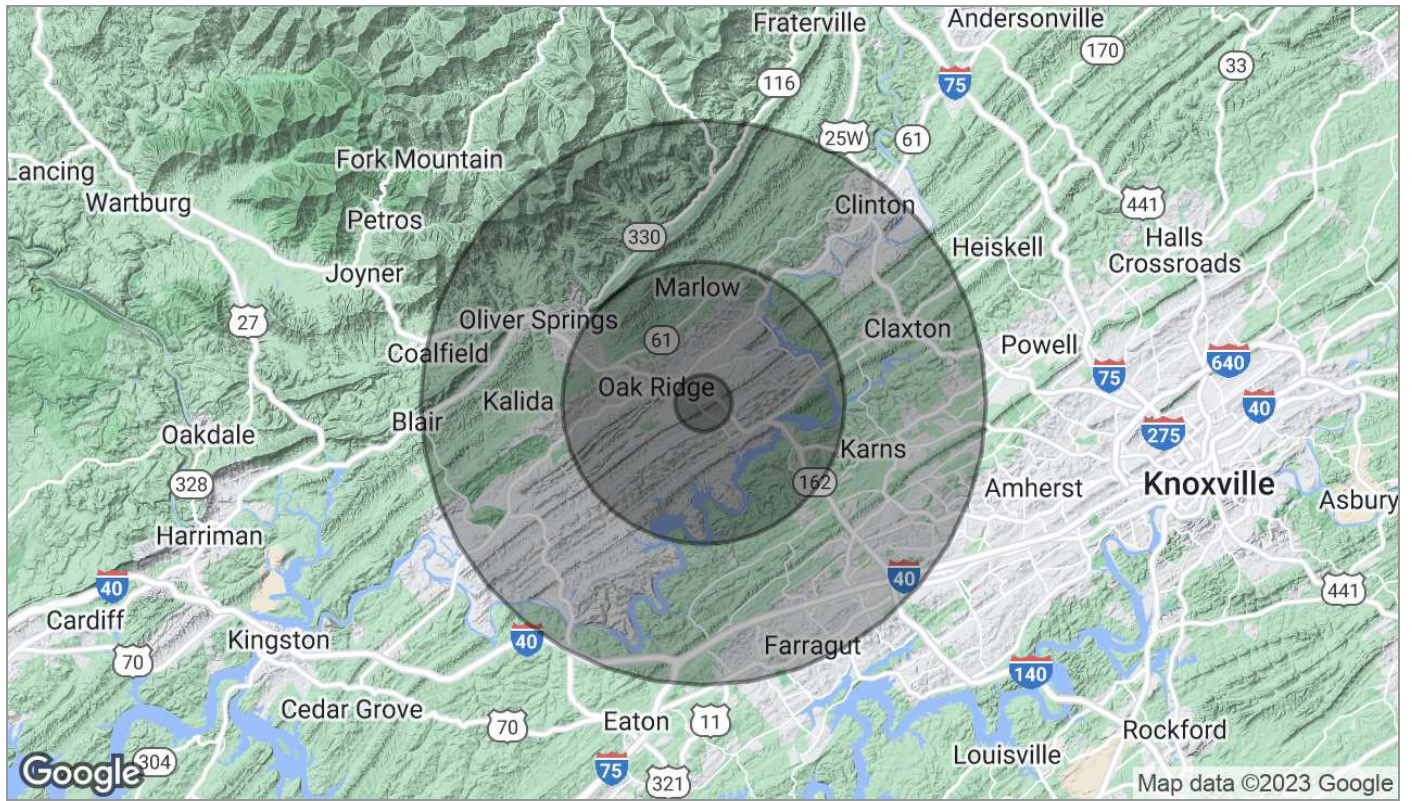 Fraterville
Andersonville
170
116
75
33
25W
61
Lancing
Fork Mountain
Wartburg
Clinton
441
Petros
330
Heiskell
Halls
Crossroads
Joyner
Marlow
27
Oliver Springs
61
Claxton
Coalfield
Powell
640
75
Oak Ridge
Kalida
40
Blair
Oakdale
275
Karns
328
162
Amherst
Knoxville
Asbury
Harriman
40
40
441
Cardiff
Kingston
40
Farragut
70
140
Cedar Grove
70
Eaton
11
Rockford
Louisville
304
75
321
Google
Map data ©2023 Google